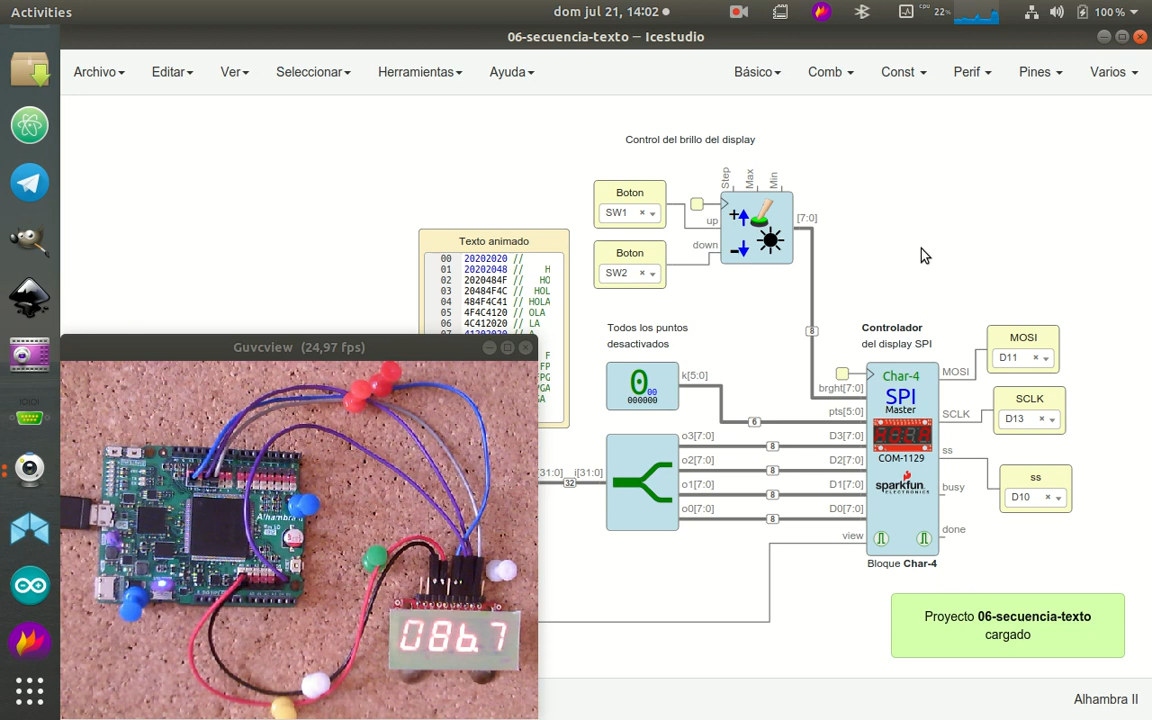 Activities
dom jul 21, 14:02
cpu 22%
100 %
06-secuencia-texto — Icestudio
Archivo Editar Ver Seleccionar Herramientas Ayuda
Básico Comb Const Perif Pines Varios
Control del brillo del display
Boton
SW1
Boton
SW2
Step
Max
Min
up
down
[7:0]
Texto animado
00 20202020 //
01 20202048 // H
02 2020484F // HO
03 20484F4C // HOL
04 484F4C41 // HOLA
05 4F4C4120 // OLA
06 4C412020 // LA
Todos los puntos
desactivados
0
00
000000
k[5:0]
8
6
Controlador
del display SPI
Char-4
SPI
Master
COM-1129
sparkfun
ELECTRONICS
brght[7:0]
pts[5:0]
D3[7:0]
D2[7:0]
D1[7:0]
D0[7:0]
view
MOSI
SCLK
ss
busy
done
Bloque Char-4
MOSI
D11
SCLK
D13
ss
D10
[31:0]
32
i[31:0]
o3[7:0]
o2[7:0]
o1[7:0]
o0[7:0]
8
8
8
8
Guvcview (24,97 fps)
Alhambra II
08b.7
Proyecto 06-secuencia-texto
cargado
Alhambra II